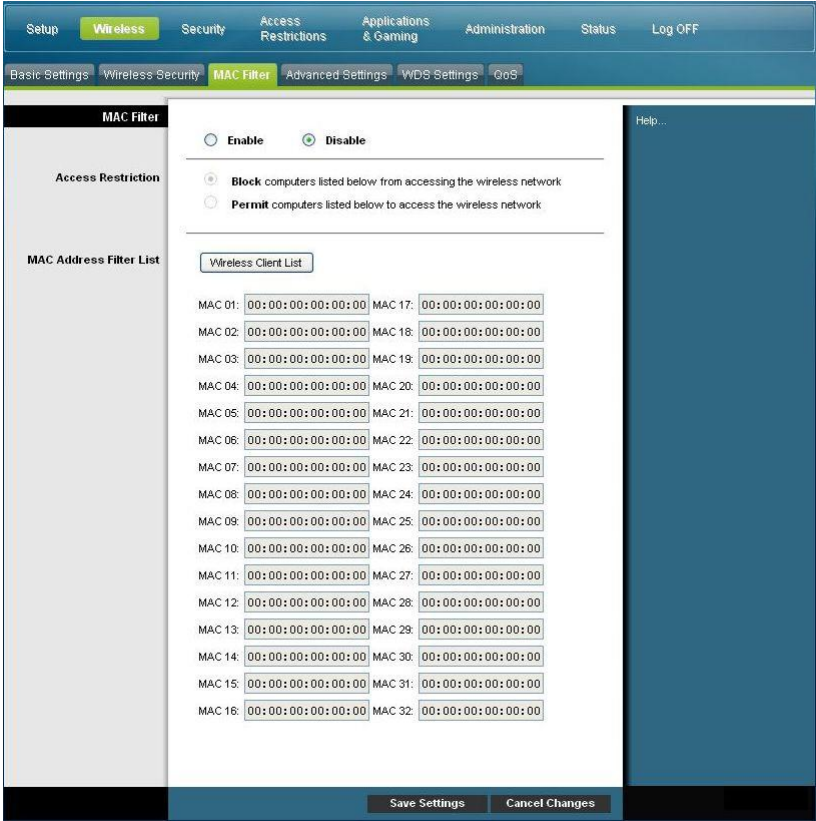 Setup Wireless Security Access Restrictions Applications & Gaming Administration Status Log OFF
Basic Settings Wireless Security MAC Filter Advanced Settings WDS Settings QoS
MAC Filter
Help...
Enable Disable
Access Restriction
Block computers listed below from accessing the wireless network
Permit computers listed below to access the wireless network
MAC Address Filter List
Wireless Client List
MAC 01: 00:00:00:00:00:00 MAC 17: 00:00:00:00:00:00
MAC 02: 00:00:00:00:00:00 MAC 18: 00:00:00:00:00:00
MAC 03: 00:00:00:00:00:00 MAC 19: 00:00:00:00:00:00
MAC 04: 00:00:00:00:00:00 MAC 20: 00:00:00:00:00:00
MAC 05: 00:00:00:00:00:00 MAC 21: 00:00:00:00:00:00
MAC 06: 00:00:00:00:00:00 MAC 22: 00:00:00:00:00:00
MAC 07: 00:00:00:00:00:00 MAC 23: 00:00:00:00:00:00
MAC 08: 00:00:00:00:00:00 MAC 24: 00:00:00:00:00:00
MAC 09: 00:00:00:00:00:00 MAC 25: 00:00:00:00:00:00
MAC 10: 00:00:00:00:00:00 MAC 26: 00:00:00:00:00:00
MAC 11: 00:00:00:00:00:00 MAC 27: 00:00:00:00:00:00
MAC 12: 00:00:00:00:00:00 MAC 28: 00:00:00:00:00:00
MAC 13: 00:00:00:00:00:00 MAC 29: 00:00:00:00:00:00
MAC 14: 00:00:00:00:00:00 MAC 30: 00:00:00:00:00:00
MAC 15: 00:00:00:00:00:00 MAC 31: 00:00:00:00:00:00
MAC 16: 00:00:00:00:00:00 MAC 32: 00:00:00:00:00:00
Save Settings Cancel Changes